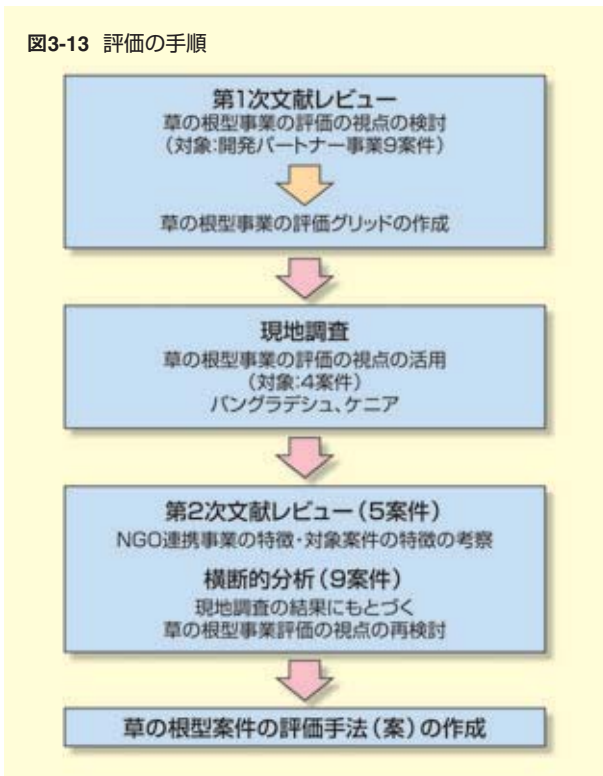 図3-13 評価の手順
第1次文献レビュー
草の根型事業の評価の視点の検討
（対象:開発パートナー事業9案件）
草の根型事業の評価グリッドの作成
現地調査
草の根型事業の評価の視点の活用
（対象:4案件）
バングラデシュ、ケニア
第2次文献レビュー（5案件）
NGO連携事業の特徴・対象案件の特徴の考察
横断的分析（9案件）
現地調査の結果にもとづく
草の根型事業評価の視点の再検討
草の根型案件の評価手法（案）の作成